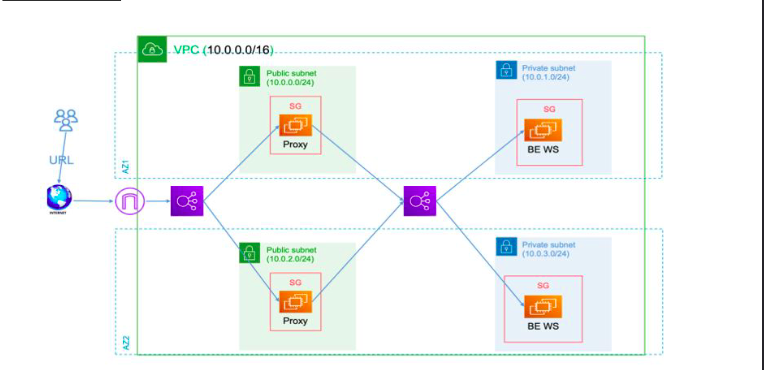 VPC (10.0.0.0/16)
Public subnet
(10.0.0.0/24)
SG
Proxy
Private subnet
(10.0.1.0/24)
SG
BE WS
URL
AZ1
INTERNET
Public subnet
(10.0.2.0/24)
SG
Proxy
Private subnet
(10.0.3.0/24)
SG
BE WS
AZ2